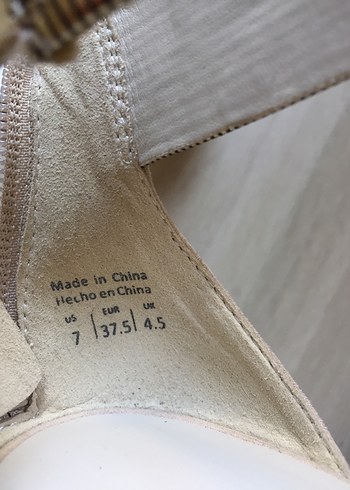 Made in China
Hecho en China
US | EUR | UK
7 | 37.5 | 4.5